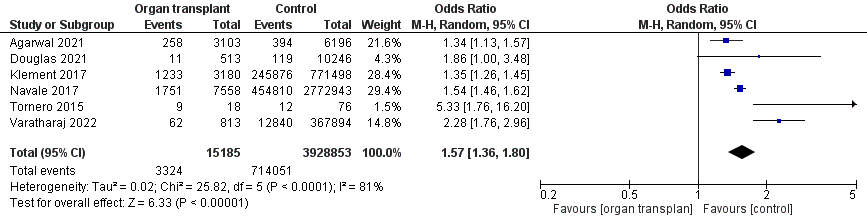 Organ transplant Control Odds Ratio Odds Ratio
Study or Subgroup Events Total Events Total Weight M-H, Random, 95% CI M-H, Random, 95% CI
Agarwal 2021 258 3103 394 6196 21.6% 1.34 [1.13, 1.57]
Douglas 2021 11 513 119 10246 4.3% 1.86 [1.00, 3.48]
Klement 2017 1233 3180 245876 771498 28.4% 1.35 [1.26, 1.45]
Navale 2017 1751 7558 454810 2772943 29.4% 1.54 [1.46, 1.62]
Tornero 2015 9 18 12 76 1.5% 5.33 [1.76, 16.20]
Varatharaj 2022 62 813 12840 367894 14.8% 2.28 [1.76, 2.96]
Total (95% CI) 15185 3928853 100.0% 1.57 [1.36, 1.80]
Total events 3324 714051
Heterogeneity: Tau² = 0.02; Chi² = 25.82, df = 5 (P < 0.0001); I² = 81%
Test for overall effect: Z = 6.33 (P < 0.00001)
0.2 0.5 1 2 5
Favours [organ transplan] Favours [control]